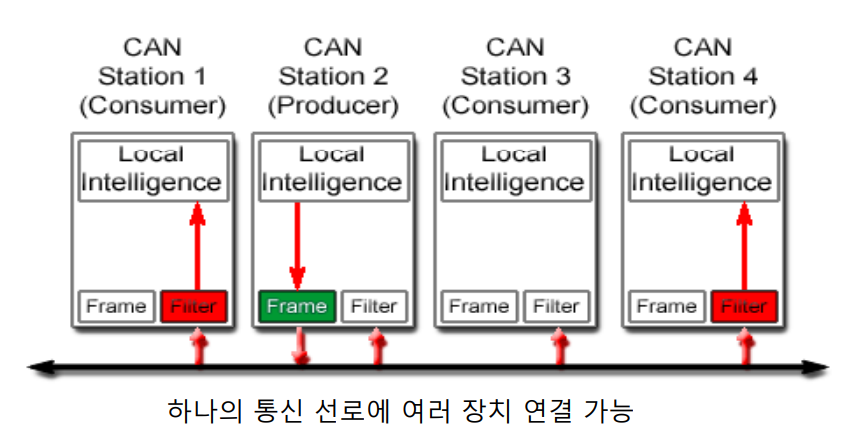 CAN
Station 1
(Consumer)
CAN
Station 2
(Producer)
CAN
Station 3
(Consumer)
CAN
Station 4
(Consumer)
Local
Intelligence
Local
Intelligence
Local
Intelligence
Local
Intelligence
Frame
Filter
Frame
Filter
Frame
Filter
Frame
Filter
하나의 통신 선로에 여러 장치 연결 가능